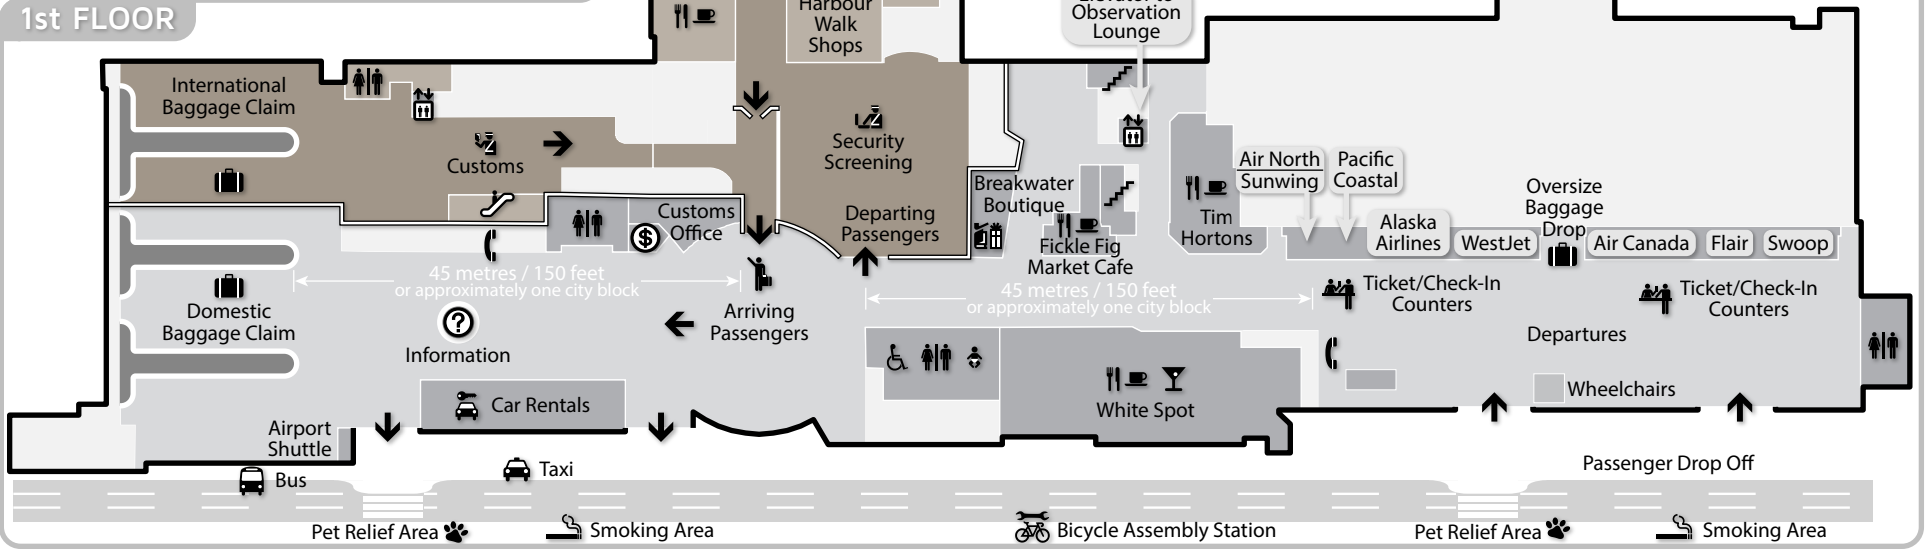 1st FLOOR
Harbour
Walk
Shops
Elevator to
Observation
Lounge
International
Baggage Claim
Customs
Security
Screening
Breakwater
Boutique
Air North
Sunwing
Pacific
Coastal
Customs
Office
$
Departing
Passengers
Fickle Fig
Market Cafe
Tim
Hortons
Alaska
Airlines
WestJet
Oversize
Baggage
Drop
Air Canada
Flair
Swoop
45 metres / 150 feet
or approximately one city block
45 metres / 150 feet
or approximately one city block
Ticket/Check-In
Counters
Ticket/Check-In
Counters
Domestic
Baggage Claim
?
Information
Arriving
Passengers
Departures
Wheelchairs
Car Rentals
White Spot
Airport
Shuttle
Bus
Taxi
Passenger Drop Off
Pet Relief Area
Smoking Area
Bicycle Assembly Station
Pet Relief Area
Smoking Area